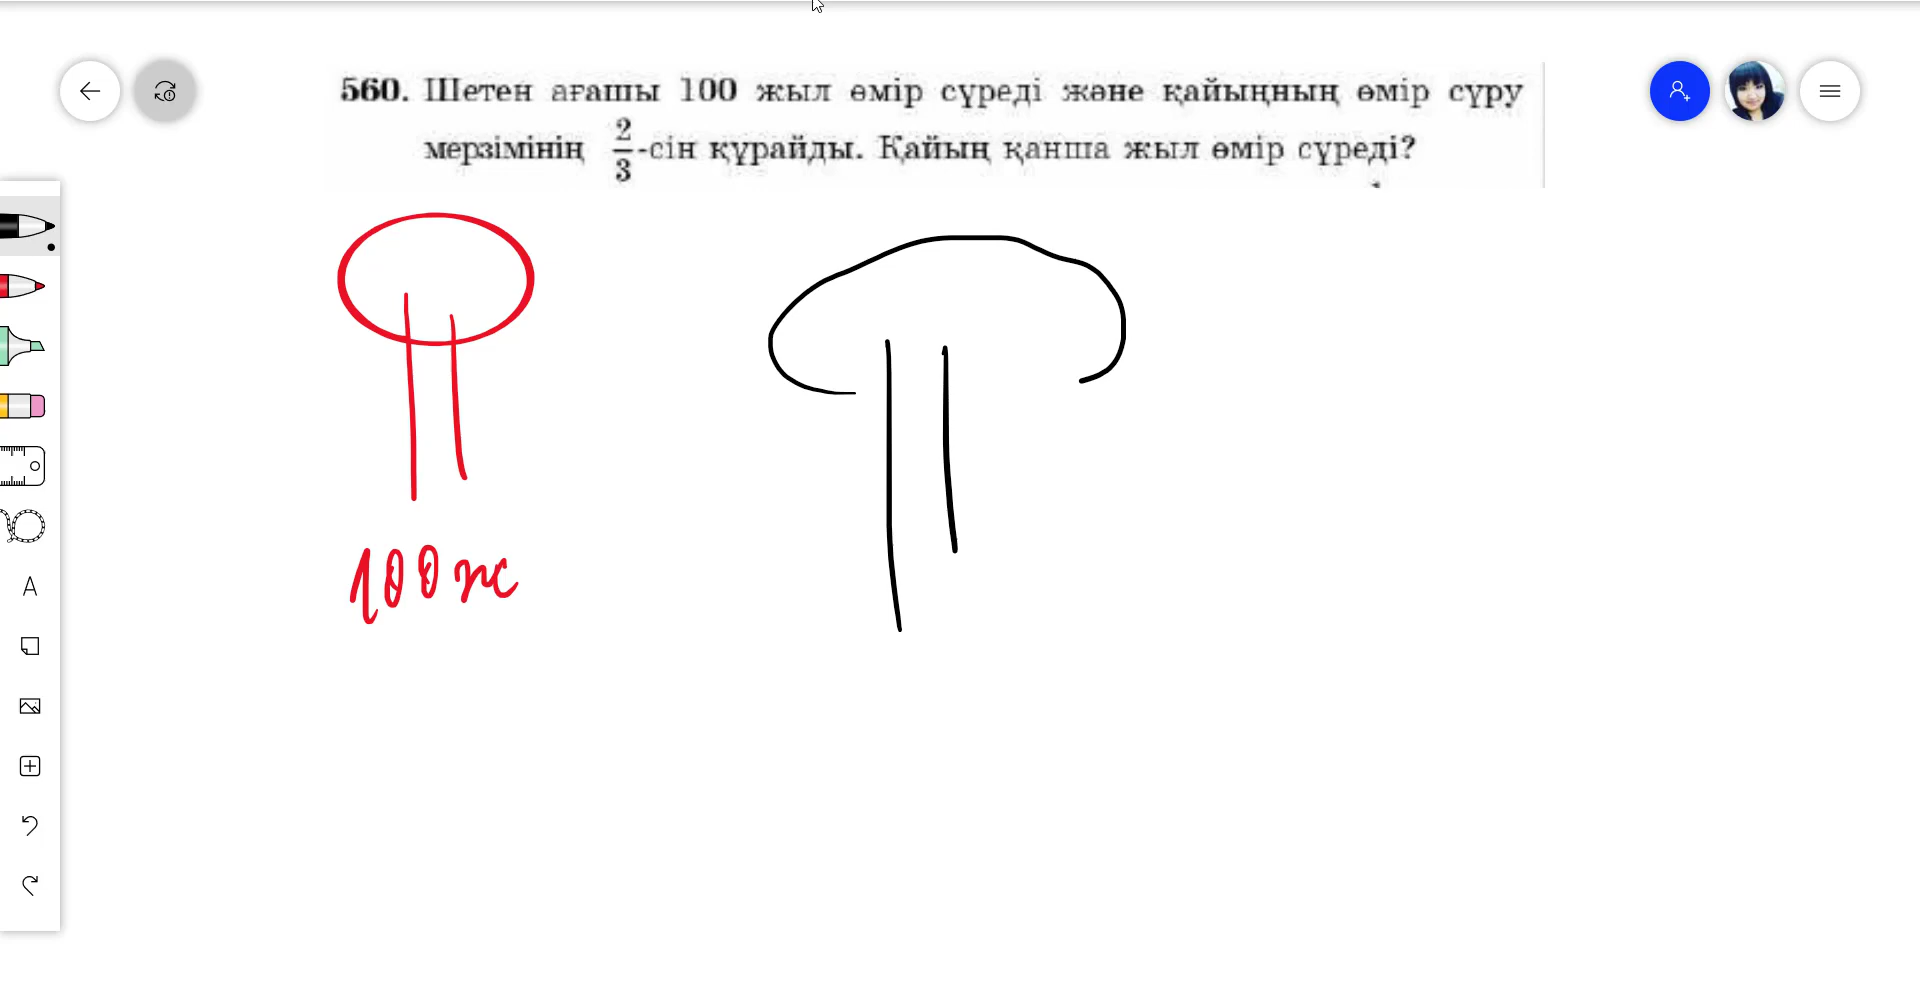 560. Шетен ағашы 100 жыл өмір сүреді және қайыңның өмір сүру
мерзімінің 2/3-сін құрайды. Қайың қанша жыл өмір сүреді?
100 ж
A